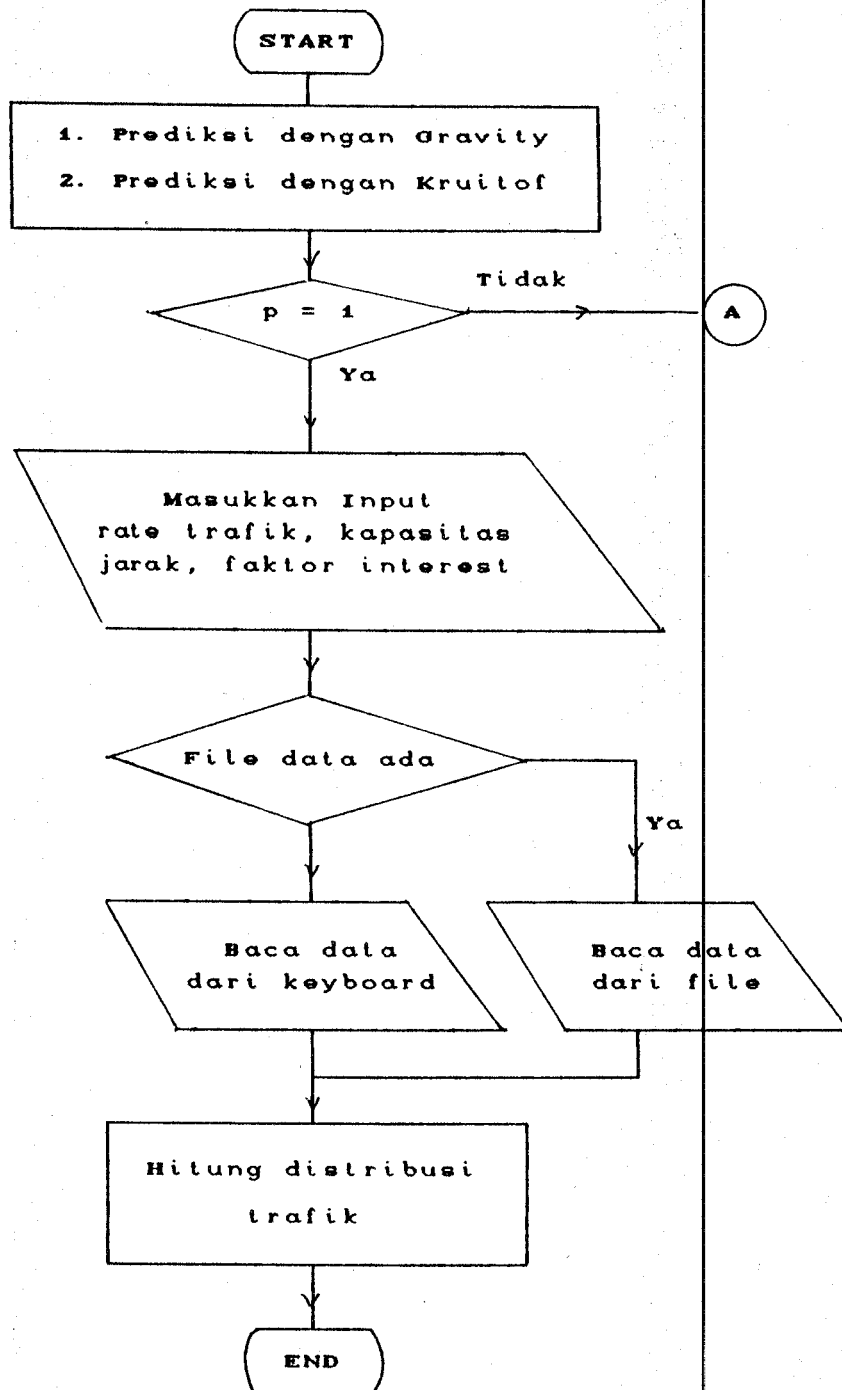 START
1. Prediksi dengan Gravity
2. Prediksi dengan Kruitof
Tidak
p = 1
A
Ya
Masukkan Input
rate trafik, kapasitas
jarak, faktor interest
File data ada
Ya
Baca data
dari keyboard
Baca data
dari file
Hitung distribusi
trafik
END